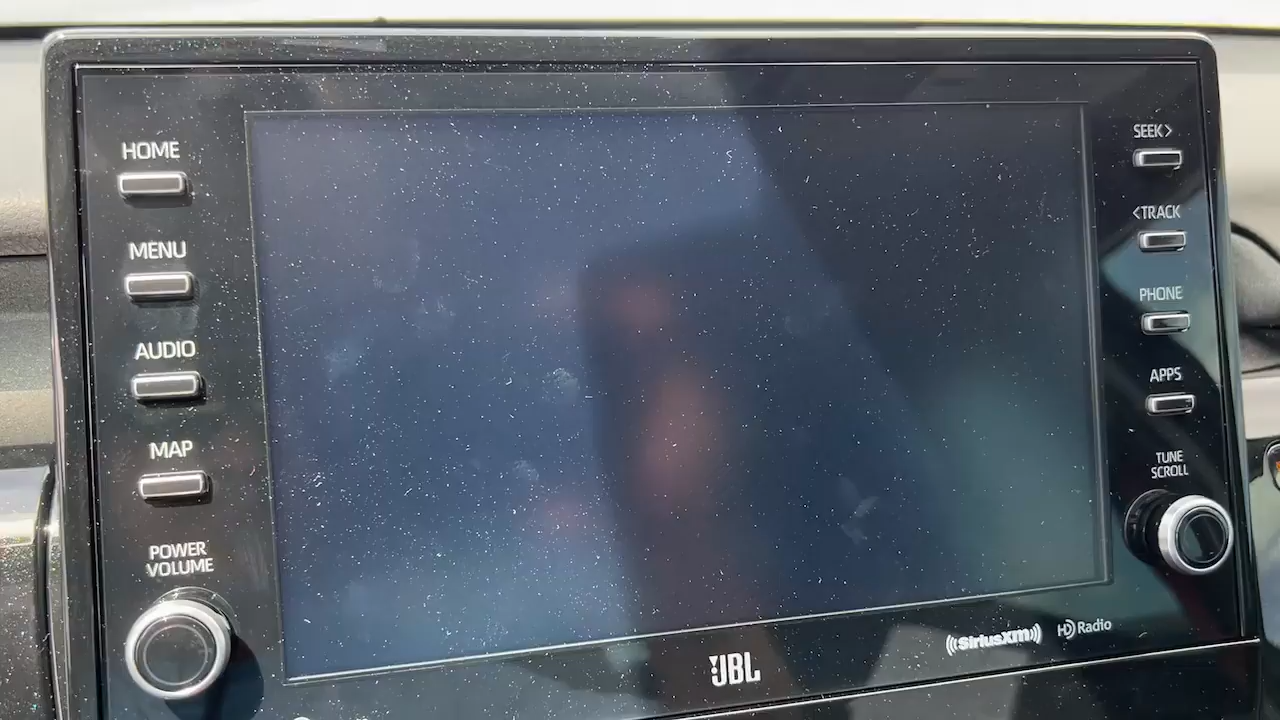 HOME
MENU
AUDIO
MAP
POWER
VOLUME
SEEK>
<TRACK
PHONE
APPS
TUNE
SCROLL
JBL
((SiriusXM))
HD Radio